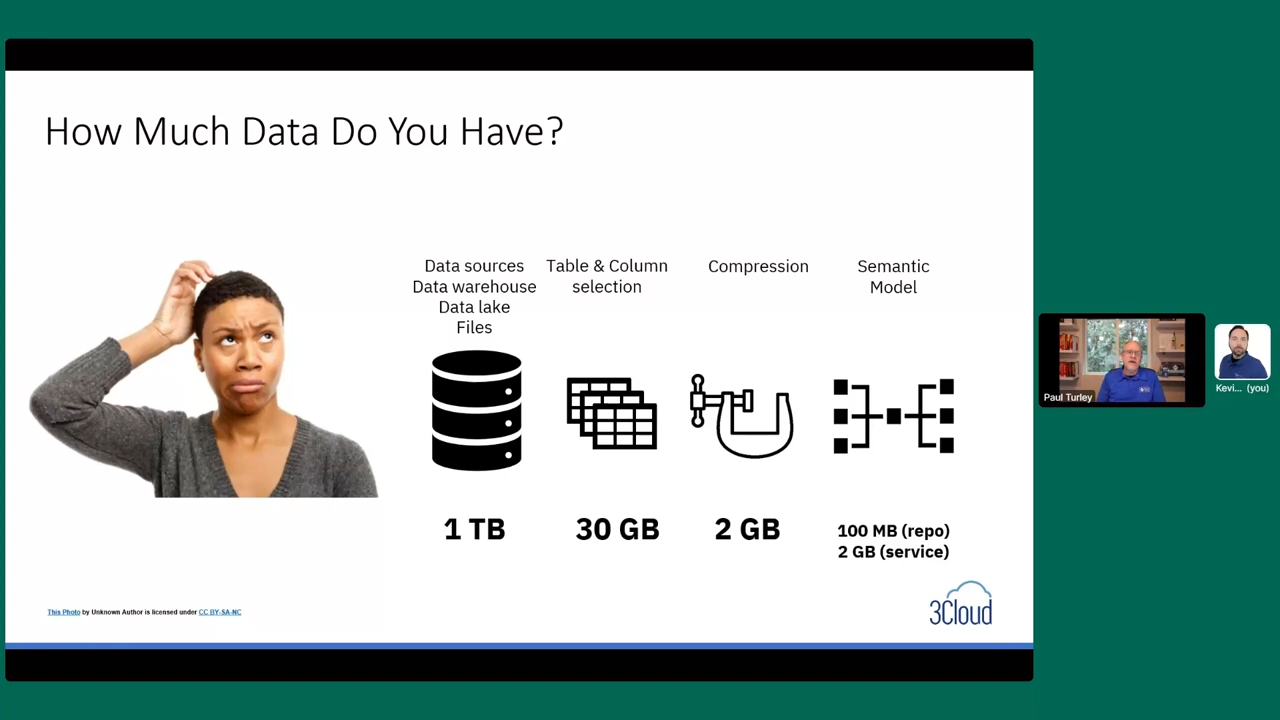 How Much Data Do You Have?
Data sources
Data warehouse
Data lake
Files
Table & Column
selection
Compression
Semantic
Model
1 TB
30 GB
2 GB
100 MB (repo)
2 GB (service)
This Photo by Unknown Author is licensed under CC BY-SA-NC
3Cloud
Paul Turley
Kevi... (you)